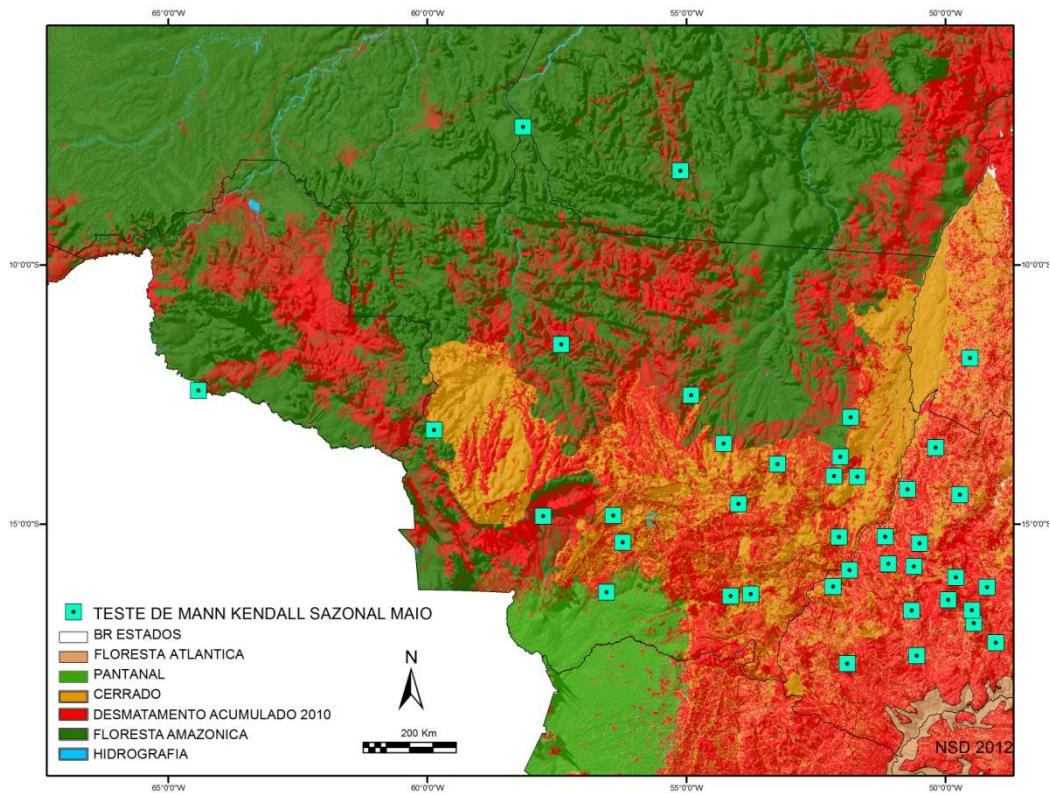 65°0'0"W
60°0'0"W
55°0'0"W
50°0'0"W
10°0'0"S
10°0'0"S
15°0'0"S
15°0'0"S
TESTE DE MANN KENDALL SAZONAL MAIO
BR ESTADOS
FLORESTA ATLANTICA
PANTANAL
CERRADO
DESMATAMENTO ACUMULADO 2010
FLORESTA AMAZONICA
HIDROGRAFIA
N
200 Km
NSD 2012
65°0'0"W
60°0'0"W
55°0'0"W
50°0'0"W